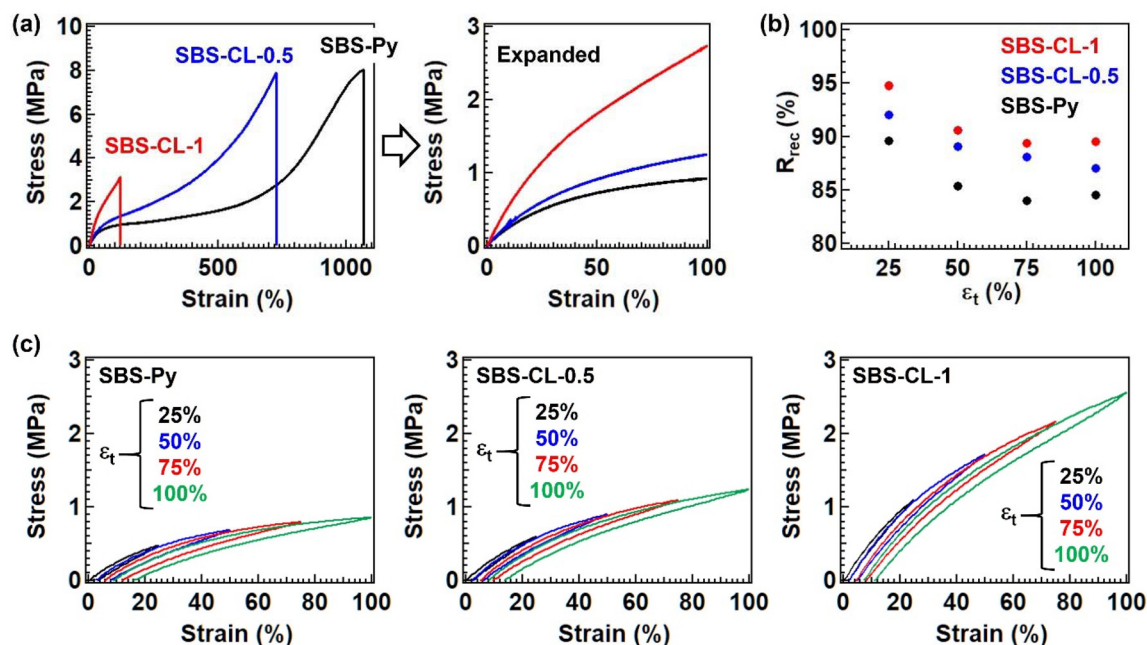 (a)
10
8
6
4
2
0
Stress (MPa)
SBS-Py
SBS-CL-0.5
SBS-CL-1
0
500
1000
Strain (%)
3
2
1
0
Stress (MPa)
Expanded
0
50
100
Strain (%)
(b)
100
95
90
85
80
R_rec (%)
SBS-CL-1
SBS-CL-0.5
SBS-Py
25
50
75
100
ε_t (%)
(c)
3
2
1
0
Stress (MPa)
SBS-Py
ε_t
25%
50%
75%
100%
0
20
40
60
80
100
Strain (%)
3
2
1
0
Stress (MPa)
SBS-CL-0.5
ε_t
25%
50%
75%
100%
0
20
40
60
80
100
Strain (%)
3
2
1
0
Stress (MPa)
SBS-CL-1
ε_t
25%
50%
75%
100%
0
20
40
60
80
100
Strain (%)